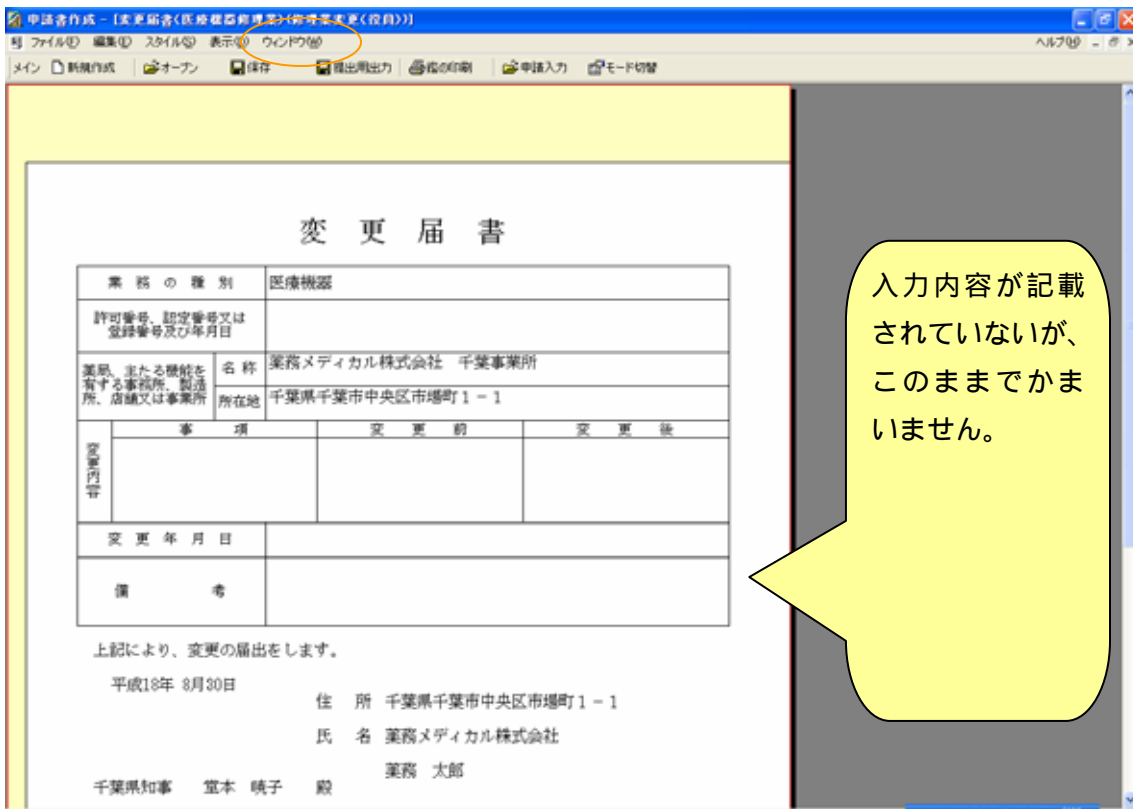 申請書作成 - [変更届書(医療機器修理業)(修理業変更(役員))]
ファイル(F) 編集(E) スタイル(S) 表示(V) ウィンドウ(W) ヘルプ(H)
メイン 新規作成 オープン 保存 提出用出力 鑑の印刷 申請入力 モード切替
変更届書
業務の種別 医療機器
許可番号、認定番号又は
登録番号及び年月日
薬局、主たる機能を
有する事務所、製造
所、店舗又は事業所
名称 薬務メディカル株式会社 千葉事業所
所在地 千葉県千葉市中央区市場町1-1
変更内容
事項 変更前 変更後
変更年月日
備考
上記により、変更の届出をします。
平成18年 8月30日
住所 千葉県千葉市中央区市場町1-1
氏名 薬務メディカル株式会社
薬務 太郎
千葉県知事 堂本 暁子 殿
入力内容が記載
されていないが、
このままでかま
いません。